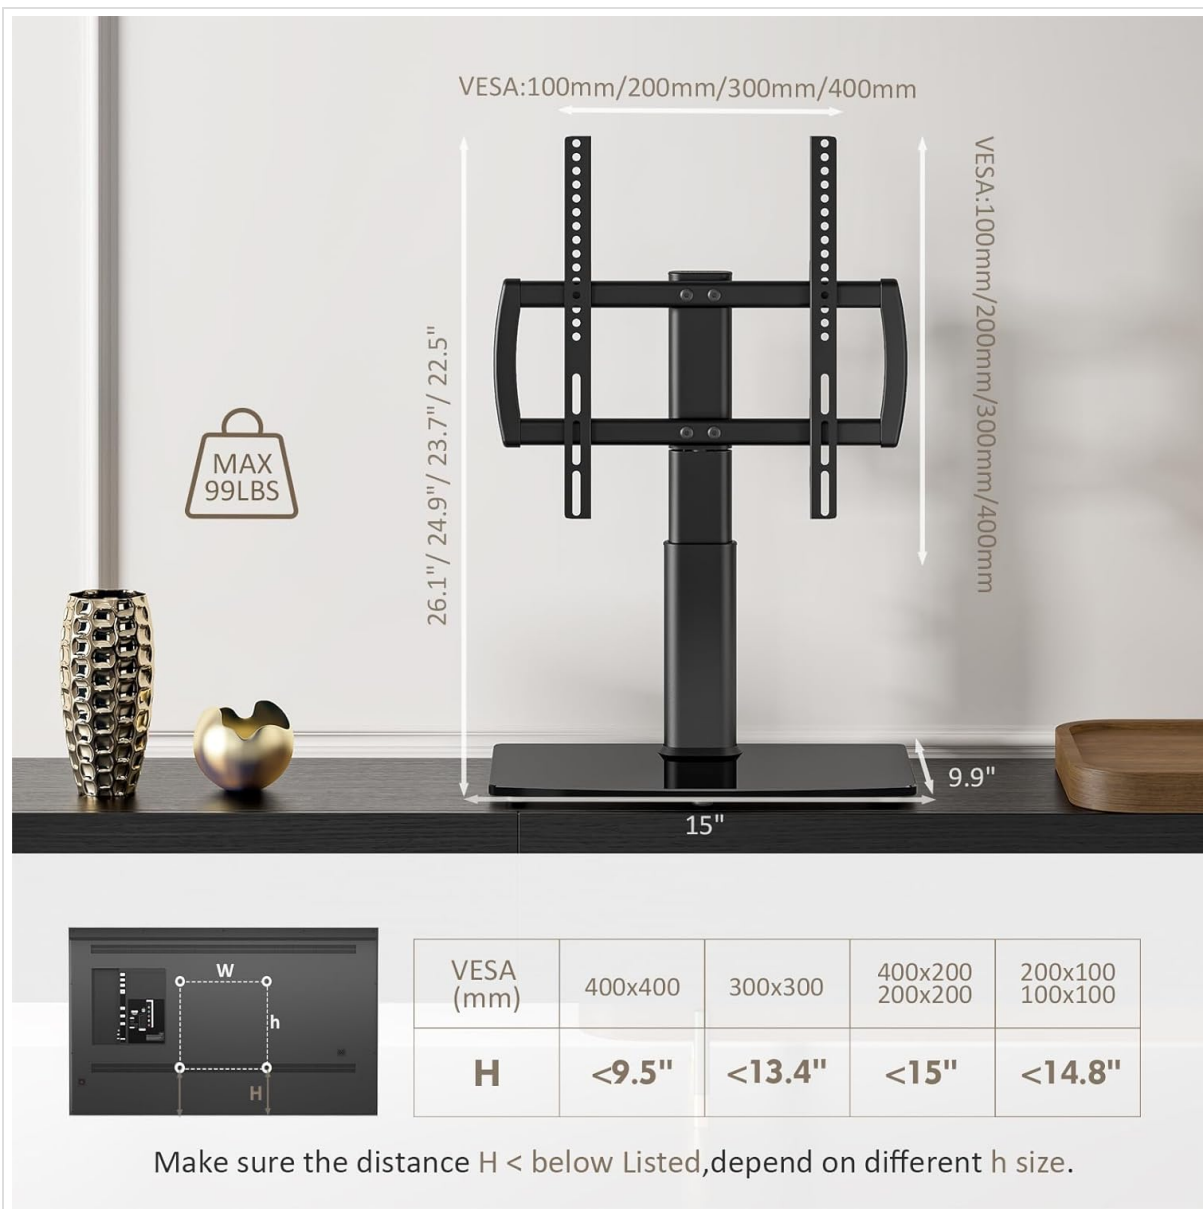 VESA:100mm/200mm/300mm/400mm
VESA:100mm/200mm/300mm/400mm
26.1"/ 24.9"/ 23.7"/ 22.5"
MAX
99LBS
9.9"
15"
W
h
H
VESA
(mm)
400x400
300x300
400x200
200x200
200x100
100x100
H
<9.5"
<13.4"
<15"
<14.8"
Make sure the distance H < below Listed,depend on different h size.